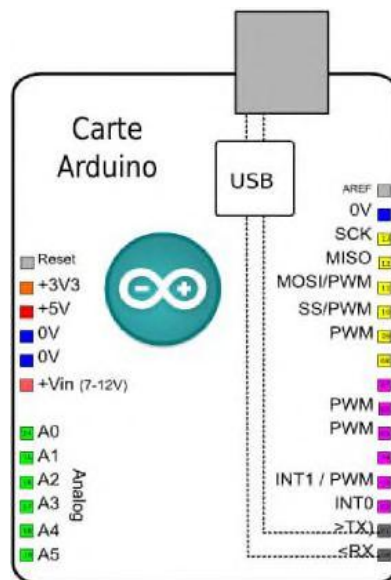 Carte
Arduino
USB
Reset
+3V3
+5V
0V
0V
+Vin (7-12V)
A0
A1
A2
A3
A4
A5
Analog
AREF
0V
SCK
MISO
MOSI/PWM
SS/PWM
PWM
PWM
PWM
INT1 / PWM
INT0
>TX)
<RX